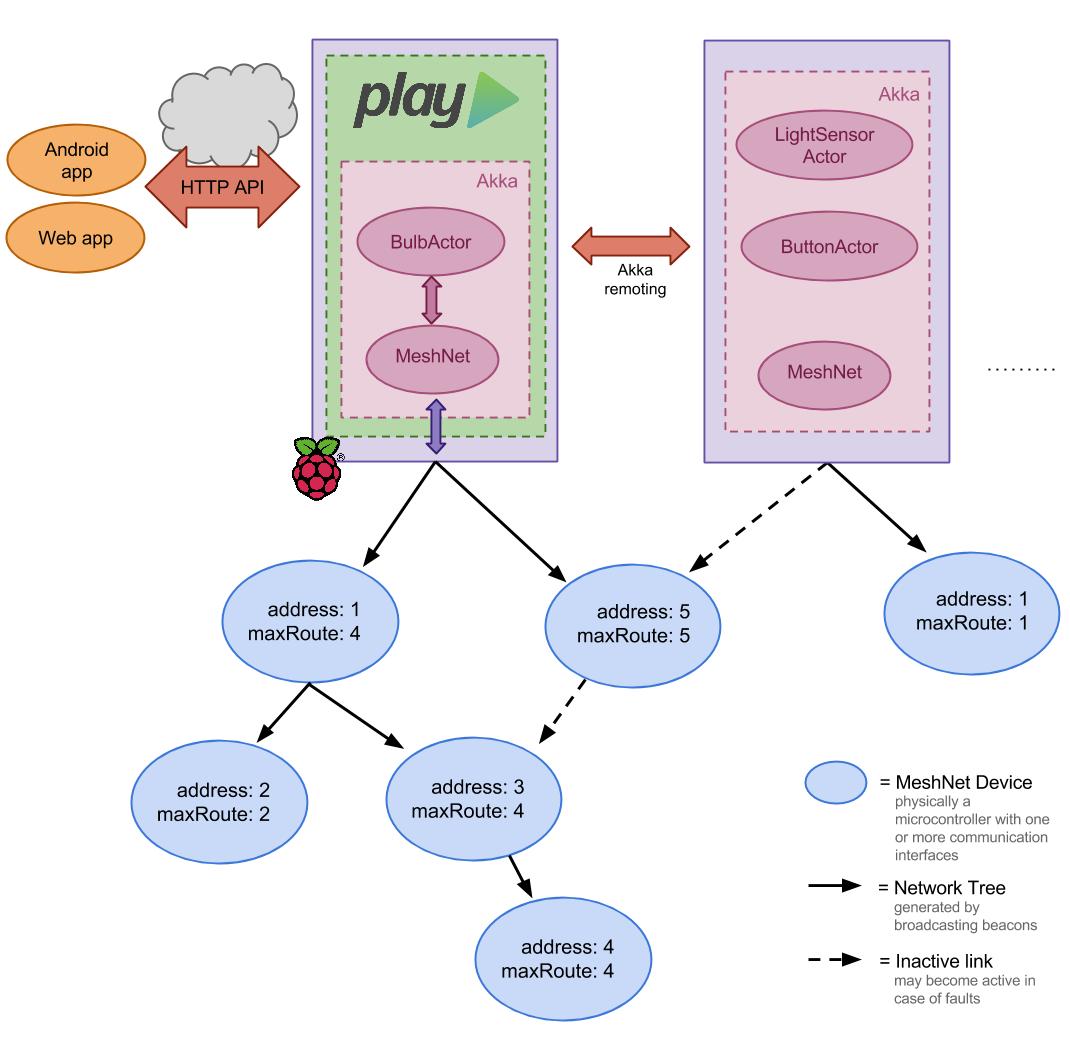 play
Akka
LightSensor
Actor
Android
app
HTTP API
Akka
Web app
BulbActor
ButtonActor
Akka
remoting
MeshNet
MeshNet
.........
®
address: 1
maxRoute: 4
address: 5
maxRoute: 5
address: 1
maxRoute: 1
address: 2
maxRoute: 2
address: 3
maxRoute: 4
address: 4
maxRoute: 4
= MeshNet Device
physically a
microcontroller with one
or more communication
interfaces
= Network Tree
generated by
broadcasting beacons
= Inactive link
may become active in
case of faults